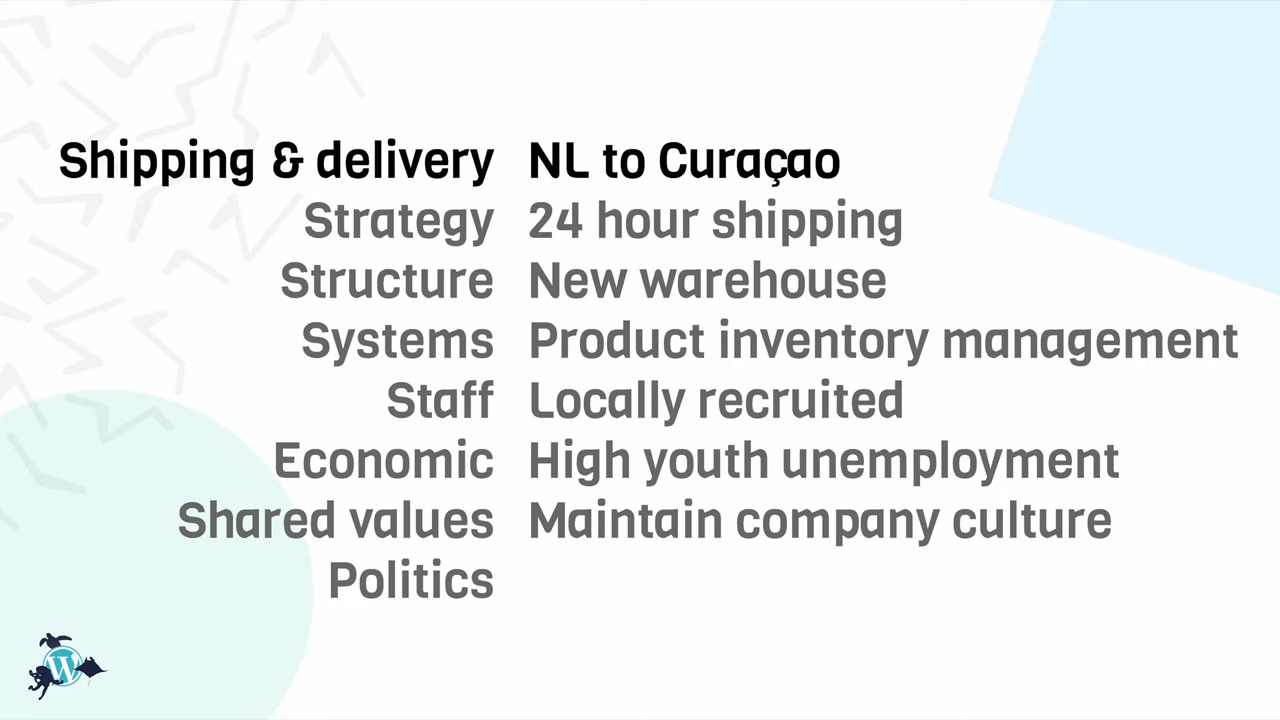 Shipping & delivery NL to Curaçao
Strategy 24 hour shipping
Structure New warehouse
Systems Product inventory management
Staff Locally recruited
Economic High youth unemployment
Shared values Maintain company culture
Politics